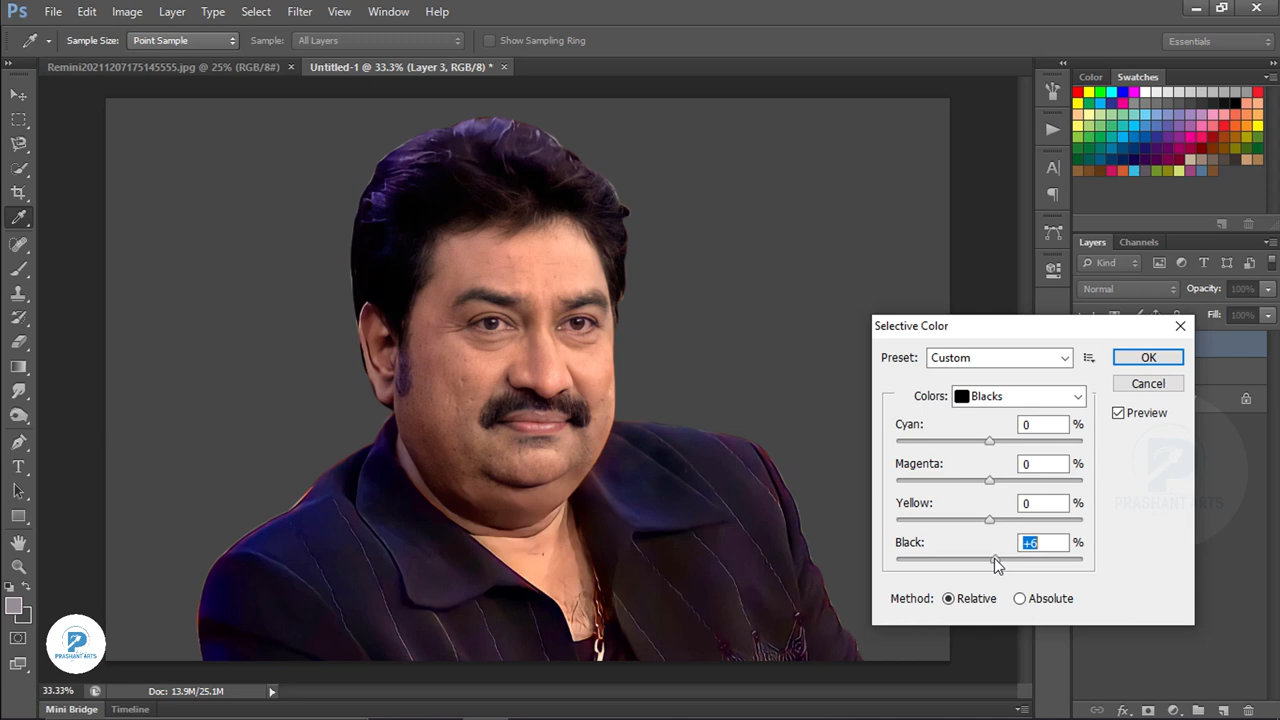 Ps File Edit Image Layer Type Select Filter View Window Help
Sample Size: Point Sample Sample: All Layers Show Sampling Ring Essentials
Remini20211207175145555.jpg @ 25% (RGB/8#) × Untitled-1 @ 33.3% (Layer 3, RGB/8) * ×
Color Swatches
Layers Channels
Kind
Normal Opacity: 100%
Fill: 100%
Selective Color
Preset: Custom
OK
Cancel
Preview
Colors: Blacks
Cyan: 0 %
Magenta: 0 %
Yellow: 0 %
Black: +6 %
Method: Relative Absolute
PRASHANT ARTS
PRASHANT ARTS
33.33% Doc: 13.9M/25.1M
Mini Bridge Timeline